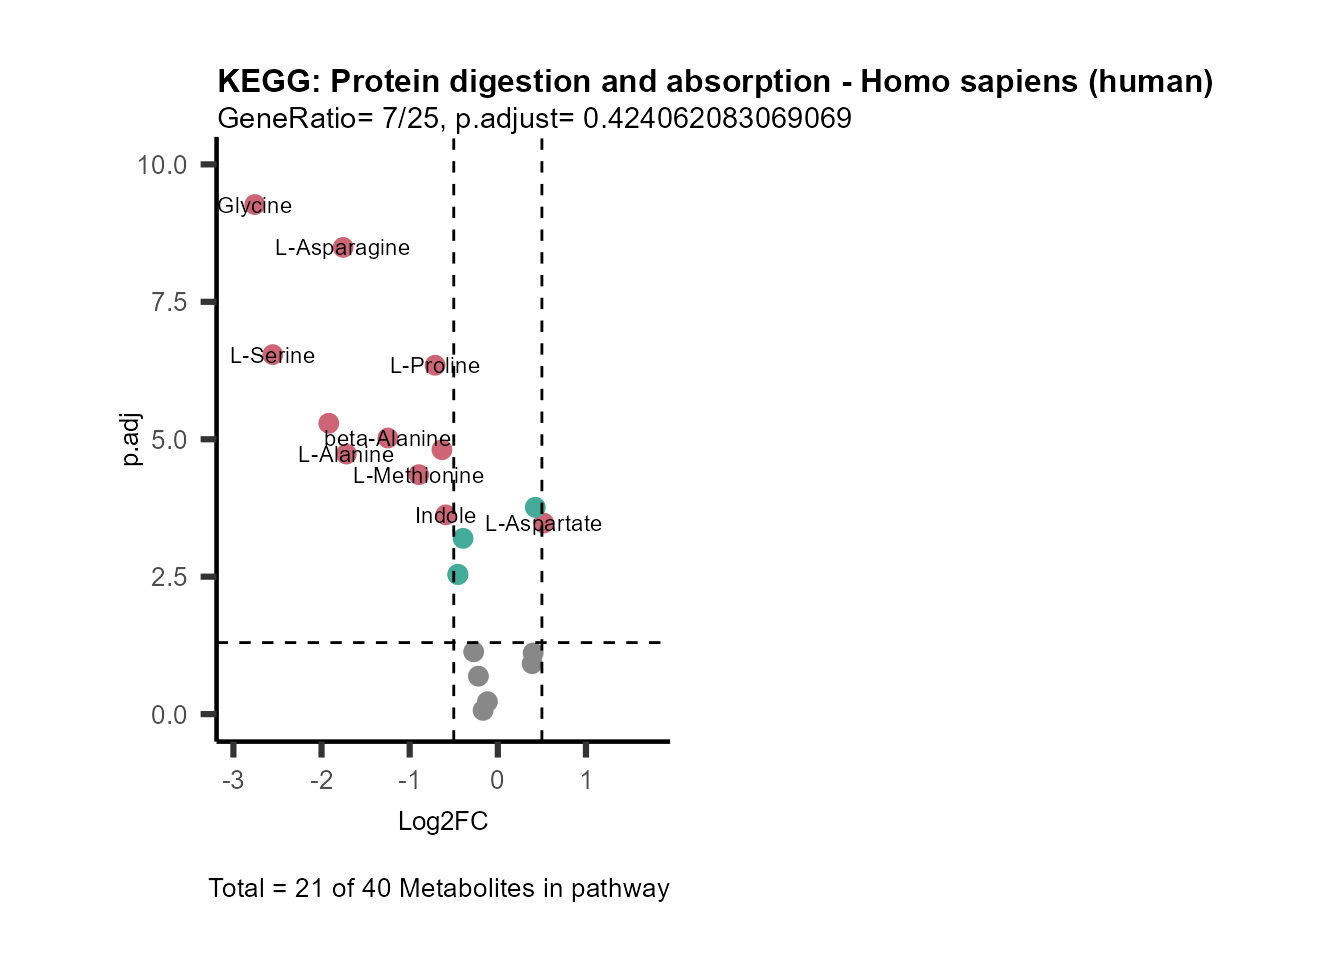 KEGG: Protein digestion and absorption - Homo sapiens (human)
GeneRatio= 7/25, p.adjust= 0.424062083069069
10.0
Glycine
L-Asparagine
7.5
L-Serine
L-Proline
p.adj
5.0
beta-Alanine
L-Alanine
L-Methionine
Indole
L-Aspartate
2.5
0.0
-3
-2
-1
0
1
Log2FC
Total = 21 of 40 Metabolites in pathway